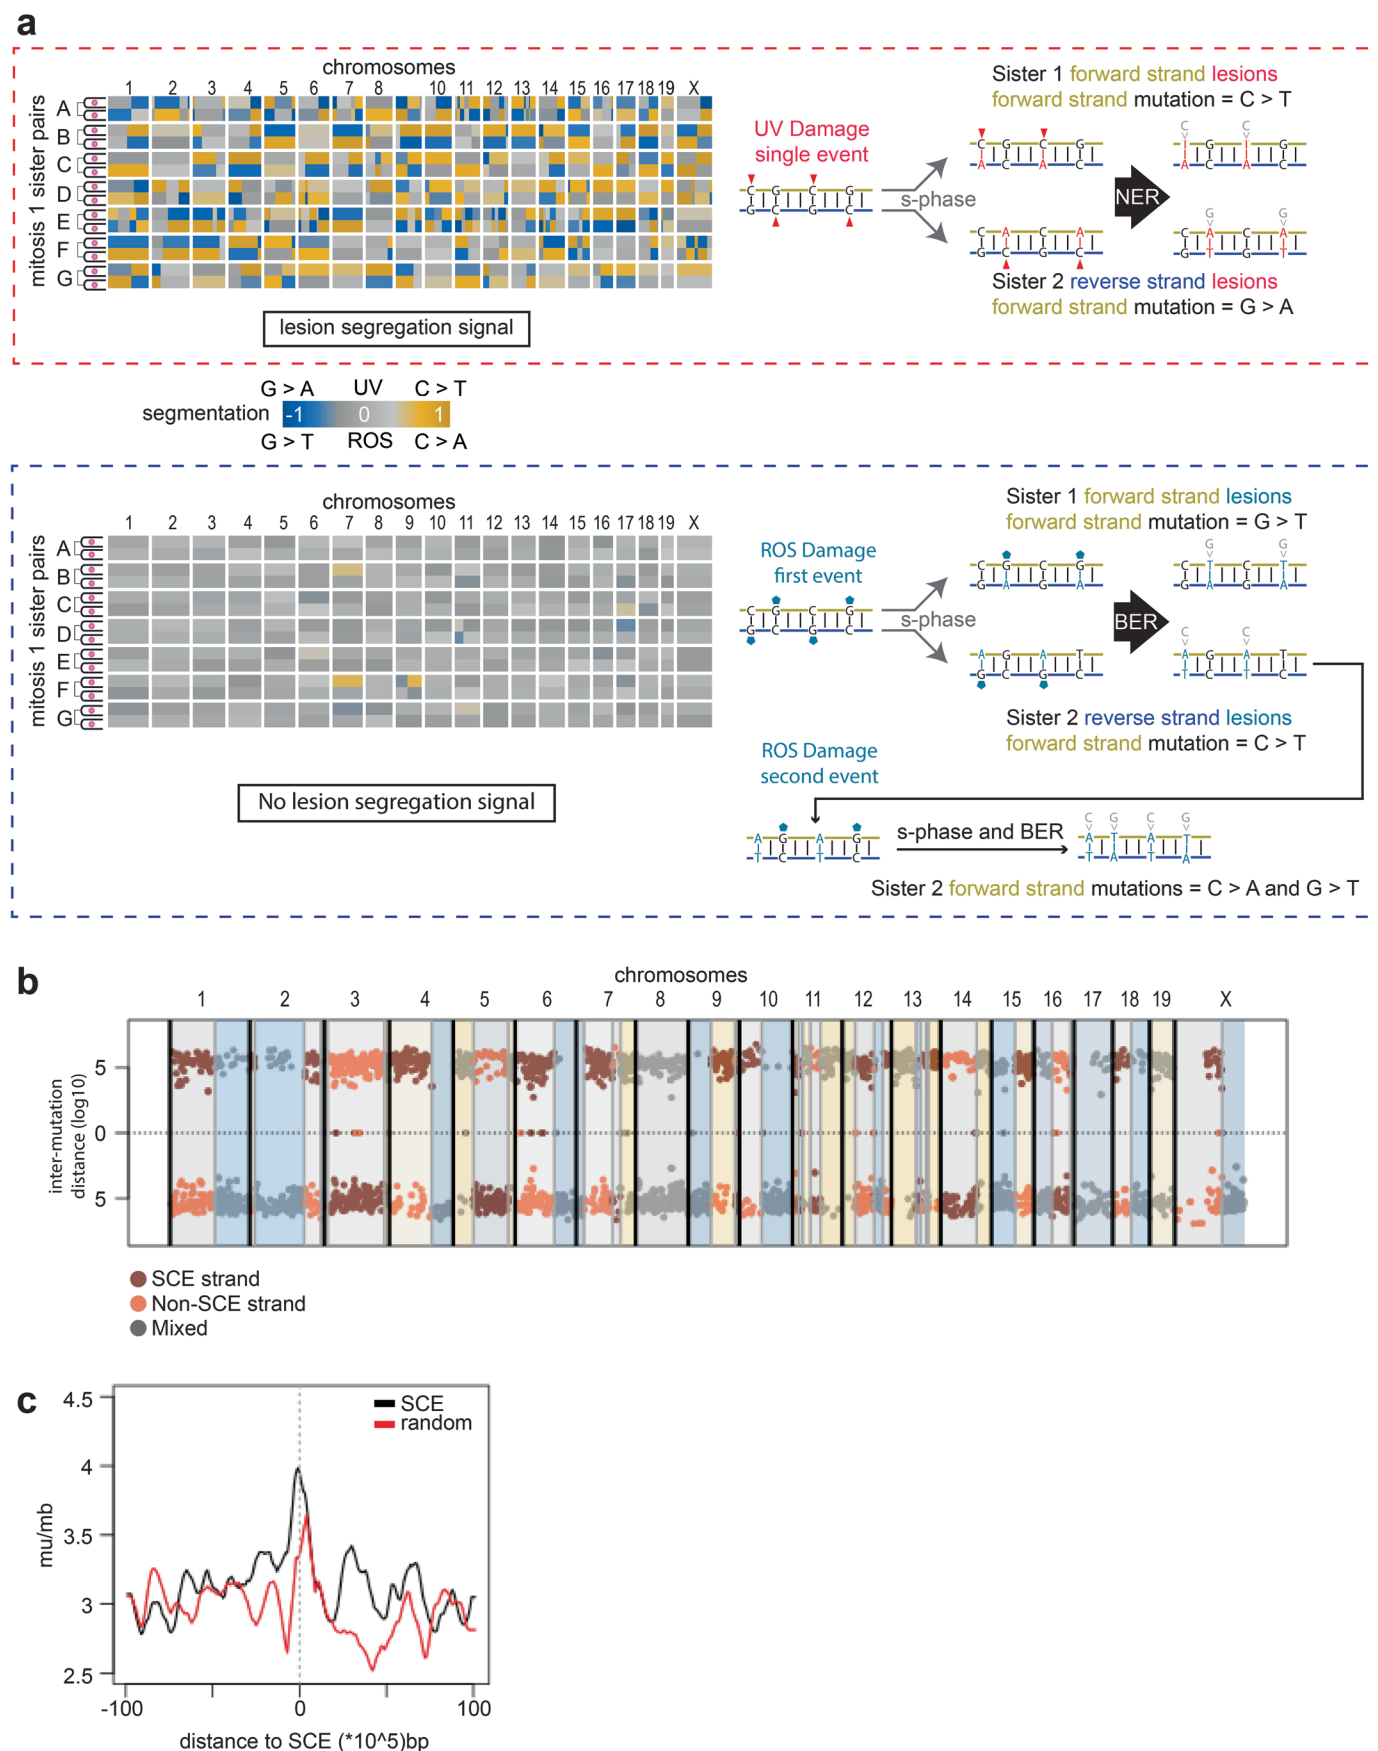 a
chromosomes
1 2 3 4 5 6 7 8 9 10 11 12 13 14 15 16 17 18 19 X
mitosis 1 sister pairs
A
B
C
D
E
F
G
lesion segregation signal
UV Damage
single event
s-phase
C G C G
G C G C
Sister 1 forward strand lesions
forward strand mutation = C > T
C G C G
A C A C
NER
C C
V V
T G T G
A C A C
C A C A
G C G C
G G
V V
C A C A
G T G T
Sister 2 reverse strand lesions
forward strand mutation = G > A
G > A UV C > T
segmentation -1 0 1
G > T ROS C > A
chromosomes
1 2 3 4 5 6 7 8 9 10 11 12 13 14 15 16 17 18 19 X
mitosis 1 sister pairs
A
B
C
D
E
F
G
No lesion segregation signal
ROS Damage
first event
s-phase
C G C G
G C G C
Sister 1 forward strand lesions
forward strand mutation = G > T
C G C G
G A G A
BER
G G
V V
C T C T
G A G A
A G A T
G C G C
C C
V V
A G A T
T C T C
Sister 2 reverse strand lesions
forward strand mutation = C > T
ROS Damage
second event
A G A G
T C T C
s-phase and BER
C G C G
V V V V
A T A T
T A T A
Sister 2 forward strand mutations = C > A and G > T
b
chromosomes
1 2 3 4 5 6 7 8 9 10 11 12 13 14 15 16 17 18 19 X
inter-mutation
distance (log10)
5
0
5
SCE strand
Non-SCE strand
Mixed
c
SCE
random
mu/mb
4.5
4
3.5
3
2.5
-100 0 100
distance to SCE (*10^5)bp